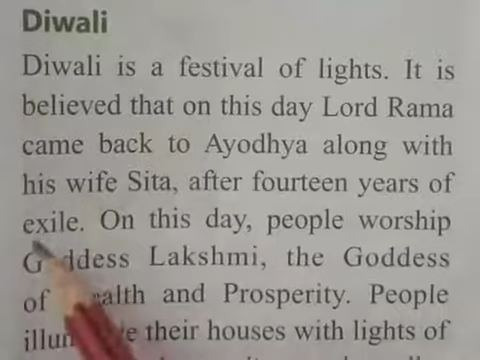 Diwali
Diwali is a festival of lights. It is
believed that on this day Lord Rama
came back to Ayodhya along with
his wife Sita, after fourteen years of
exile. On this day, people worship
Goddess Lakshmi, the Goddess
of and Prosperity. People
their houses with lights of